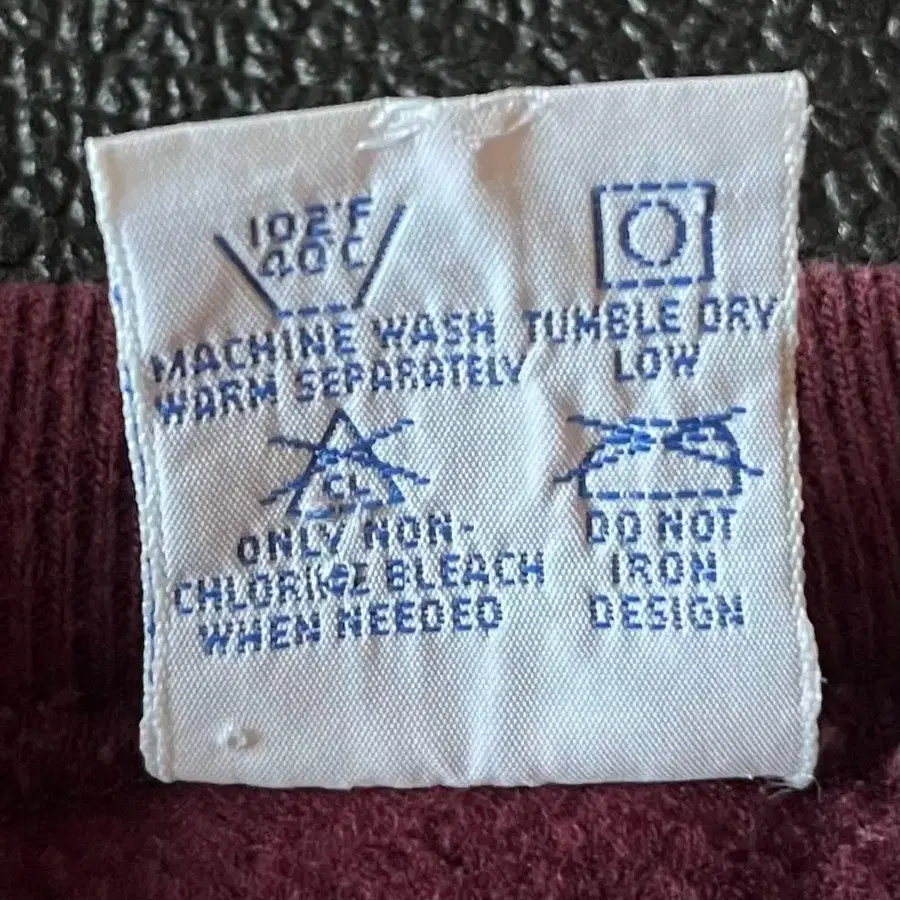 102°F
40°C
MACHINE WASH
WARM SEPARATELY
TUMBLE DRY
LOW
CL
ONLY NON-
CHLORINE BLEACH
WHEN NEEDED
DO NOT
IRON
DESIGN